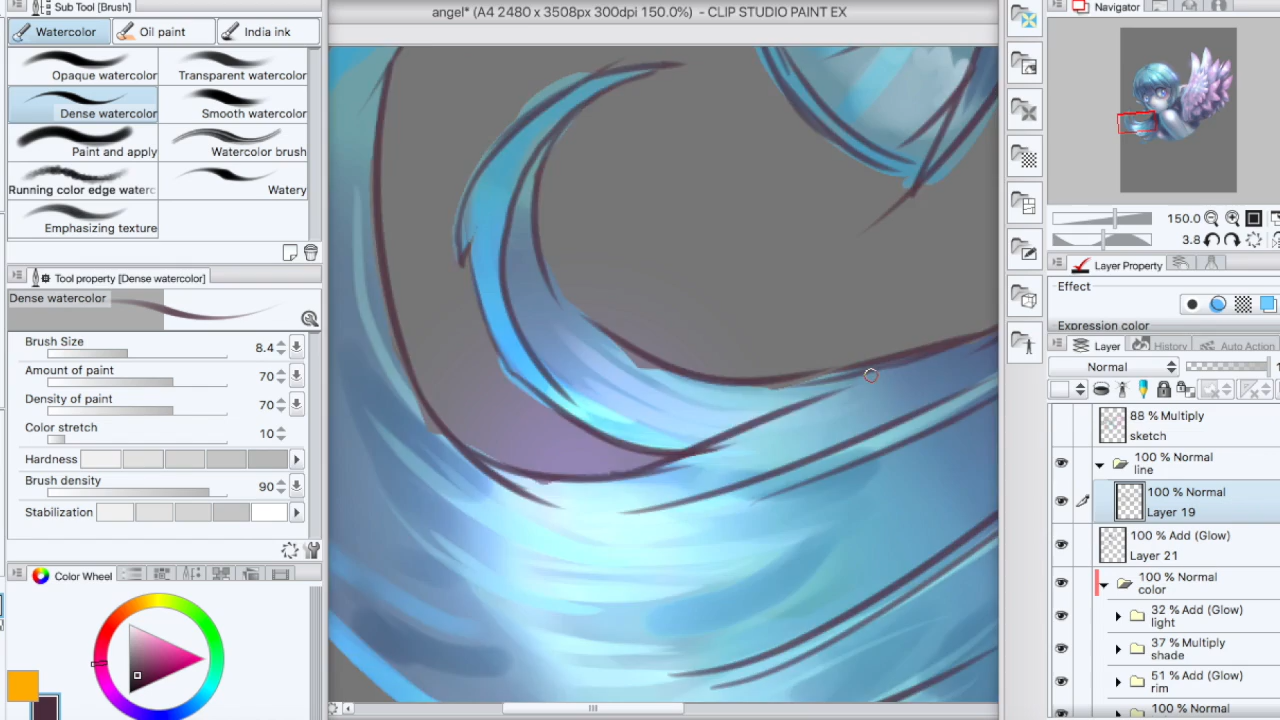 Sub Tool [Brush]
angel* (A4 2480 x 3508px 300dpi 150.0%)  - CLIP STUDIO PAINT EX
Navigator
Watercolor
Oil paint
India ink
Opaque watercolor
Transparent watercolor
Dense watercolor
Smooth watercolor
Paint and apply
Watercolor brush
Running color edge waterc
Watery
Emphasizing texture
Tool property [Dense watercolor]
Dense watercolor
Brush Size
8.4
Amount of paint
70
Density of paint
70
Color stretch
10
Hardness
Brush density
90
Stabilization
Color Wheel
150.0
3.8
Layer Property
Effect
Expression color
Layer
History
Auto Action
Normal
88 % Multiply
sketch
100 % Normal
line
100 % Normal
Layer 19
100 % Add (Glow)
Layer 21
100 % Normal
color
32 % Add (Glow)
light
37 % Multiply
shade
51 % Add (Glow)
rim
100 % Normal